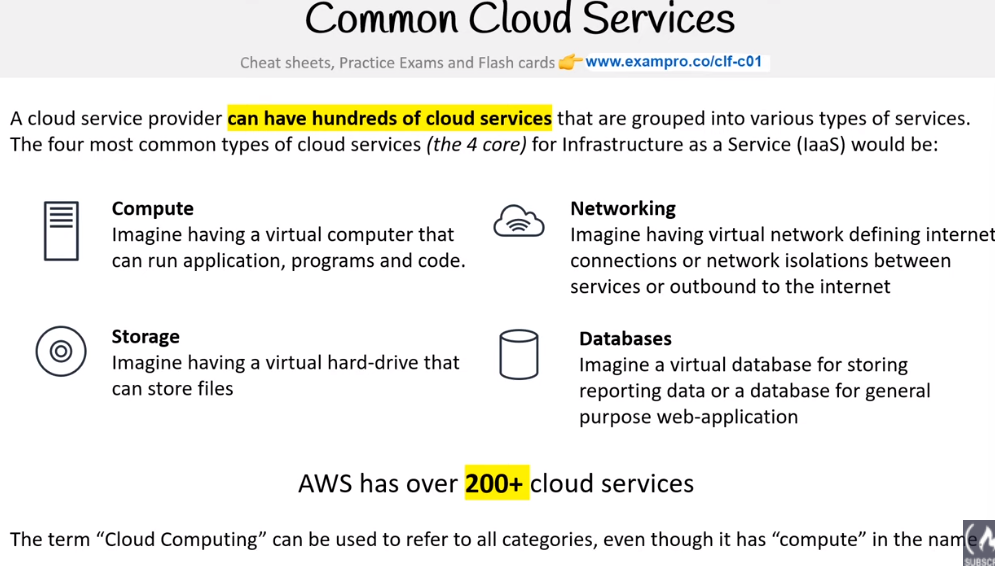 Common Cloud Services
Cheat sheets, Practice Exams and Flash cards 👉 www.exampro.co/clf-c01
A cloud service provider can have hundreds of cloud services that are grouped into various types of services.
The four most common types of cloud services (the 4 core) for Infrastructure as a Service (IaaS) would be:
Compute
Imagine having a virtual computer that
can run application, programs and code.
Networking
Imagine having virtual network defining internet
connections or network isolations between
services or outbound to the internet
Storage
Imagine having a virtual hard-drive that
can store files
Databases
Imagine a virtual database for storing
reporting data or a database for general
purpose web-application
AWS has over 200+ cloud services
The term “Cloud Computing” can be used to refer to all categories, even though it has “compute” in the name